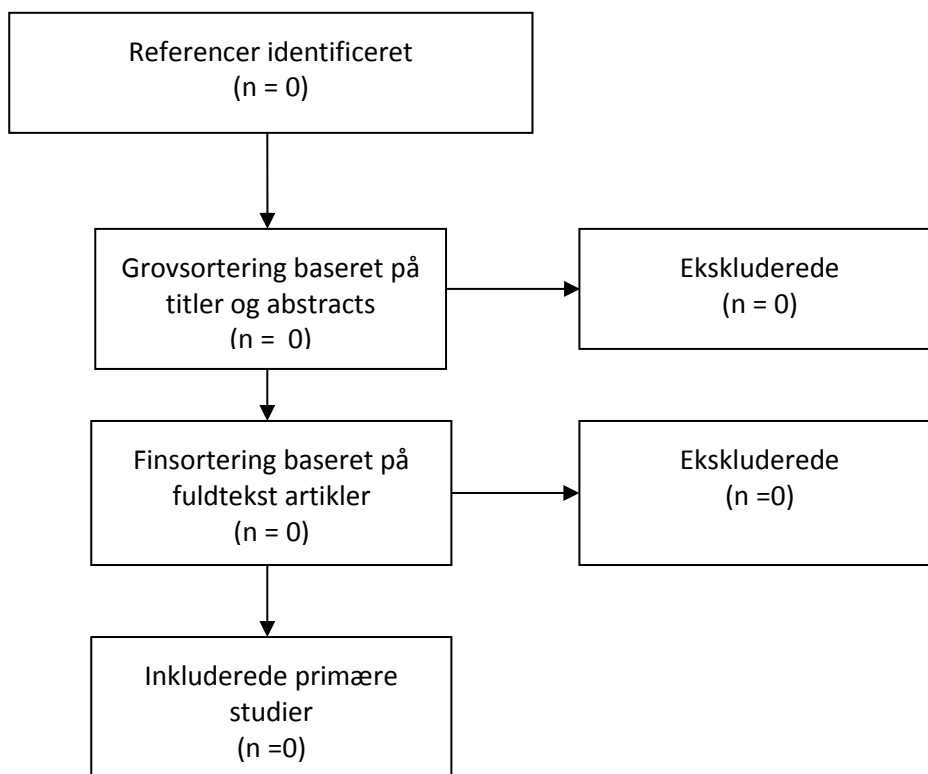 Referencer identificeret
(n = 0)
Grovsortering baseret på
titler og abstracts
(n =  0)
Ekskluderede
(n = 0)
Finsortering baseret på
fuldtekst artikler
(n = 0)
Ekskluderede
(n =0)
Inkluderede primære
studier
(n =0)